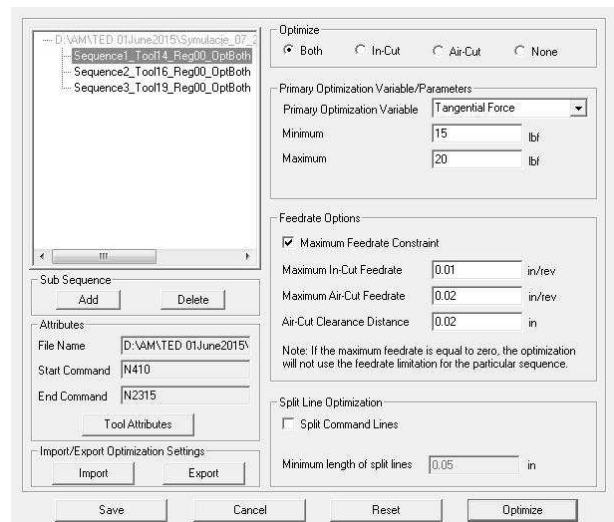 D:\AM\TED 01June2015\Symulacje_07_2
Sequence1_Tool14_Reg00_OptBoth
Sequence2_Tool16_Reg00_OptBoth
Sequence3_Tool19_Reg00_OptBoth
Sub Sequence
Add Delete
Attributes
File Name D:\AM\TED 01June2015\
Start Command N410
End Command N2315
Tool Attributes
Import/Export Optimization Settings
Import Export
Optimize
Both In-Cut Air-Cut None
Primary Optimization Variable/Parameters
Primary Optimization Variable Tangential Force
Minimum 15 lbf
Maximum 20 lbf
Feedrate Options
Maximum Feedrate Constraint
Maximum In-Cut Feedrate 0.01 in/rev
Maximum Air-Cut Feedrate 0.02 in/rev
Air-Cut Clearance Distance 0.02 in
Note: If the maximum feedrate is equal to zero, the optimization
will not use the feedrate limitation for the particular sequence.
Split Line Optimization
Split Command Lines
Minimum length of split lines 0.05 in
Save Cancel Reset Optimize